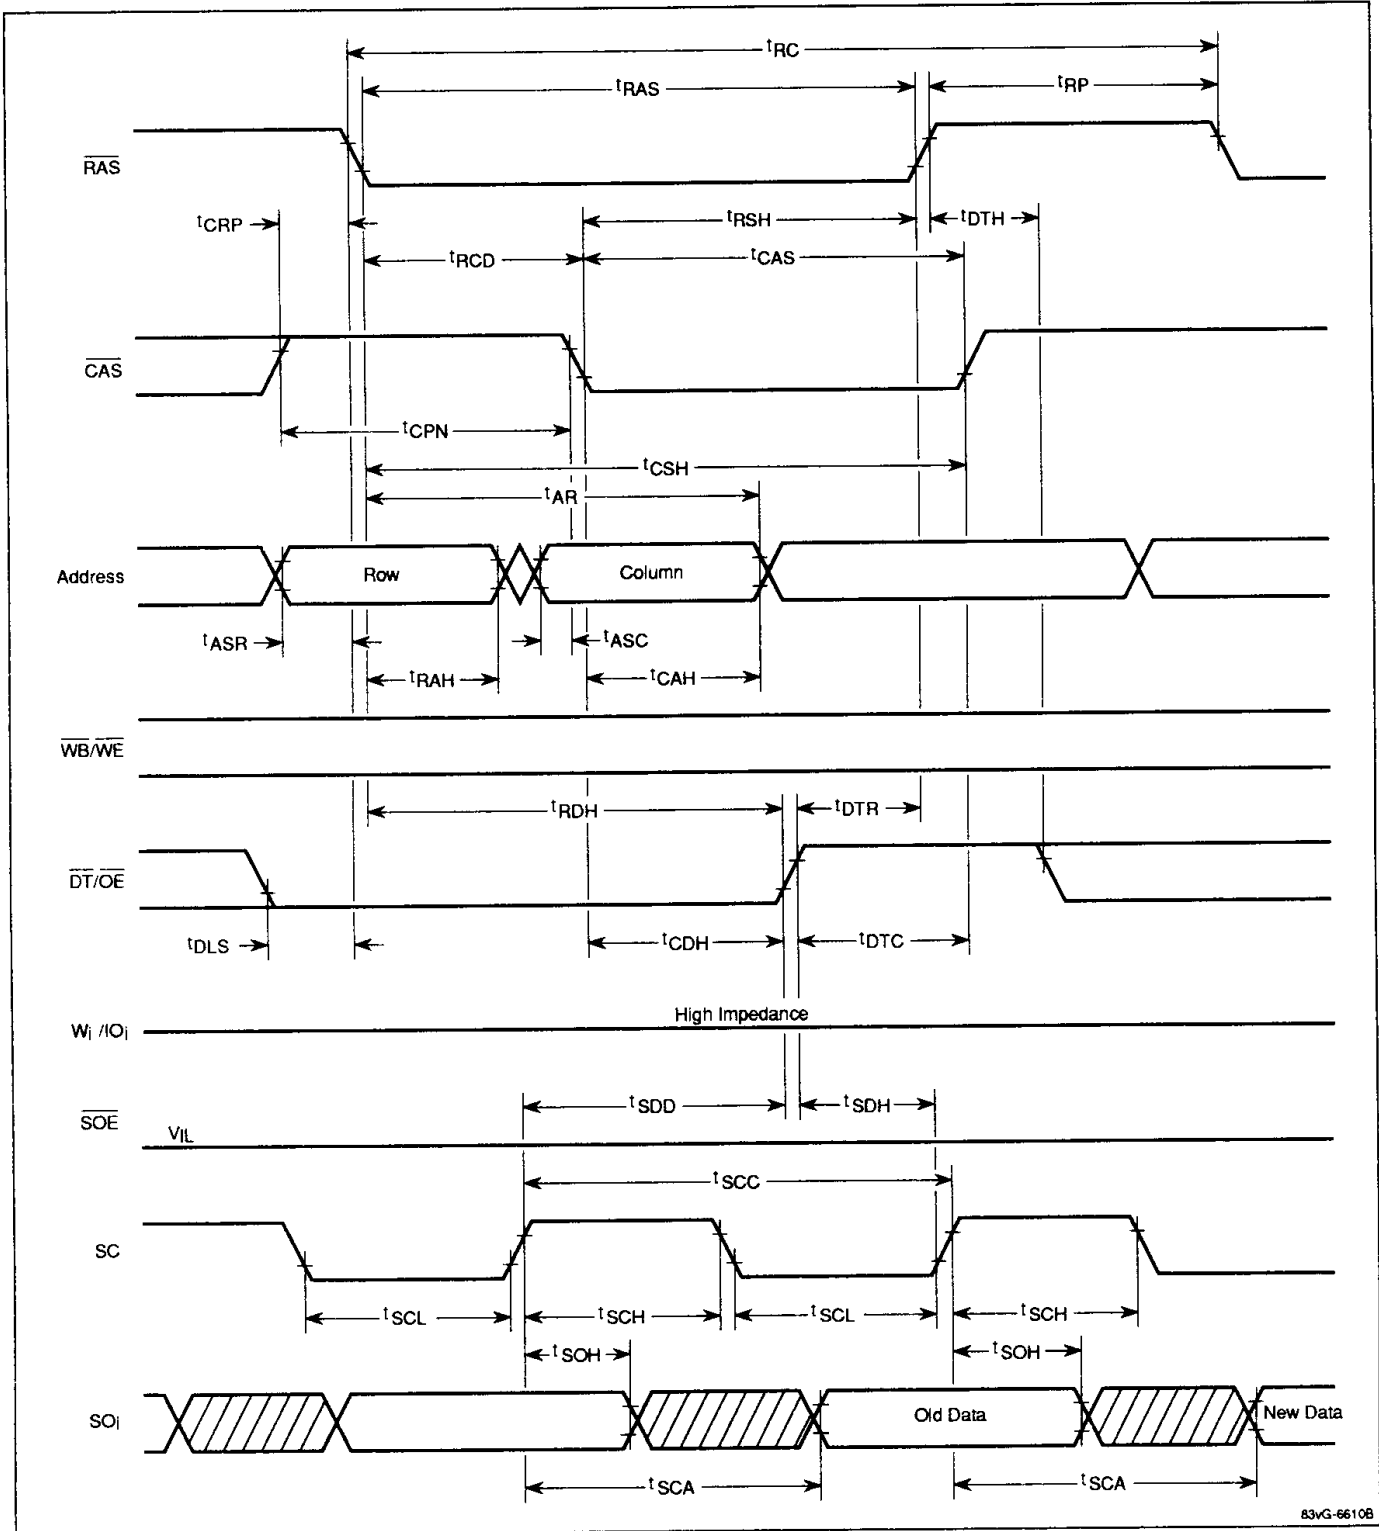 tRC
tRAS
tRP
RAS
tCRP
tRSH
tDTH
tRCD
tCAS
CAS
tCPN
tCSH
tAR
Address
Row
Column
tASR
tASC
tRAH
tCAH
WB/WE
tRDH
tDTR
DT/OE
tDLS
tCDH
tDTC
High Impedance
Wi /IOi
tSDD
tSDH
SOE
VIL
tSCC
SC
tSCL
tSCH
tSCL
tSCH
tSOH
tSOH
SOi
Old Data
New Data
tSCA
tSCA
83vG-6610B